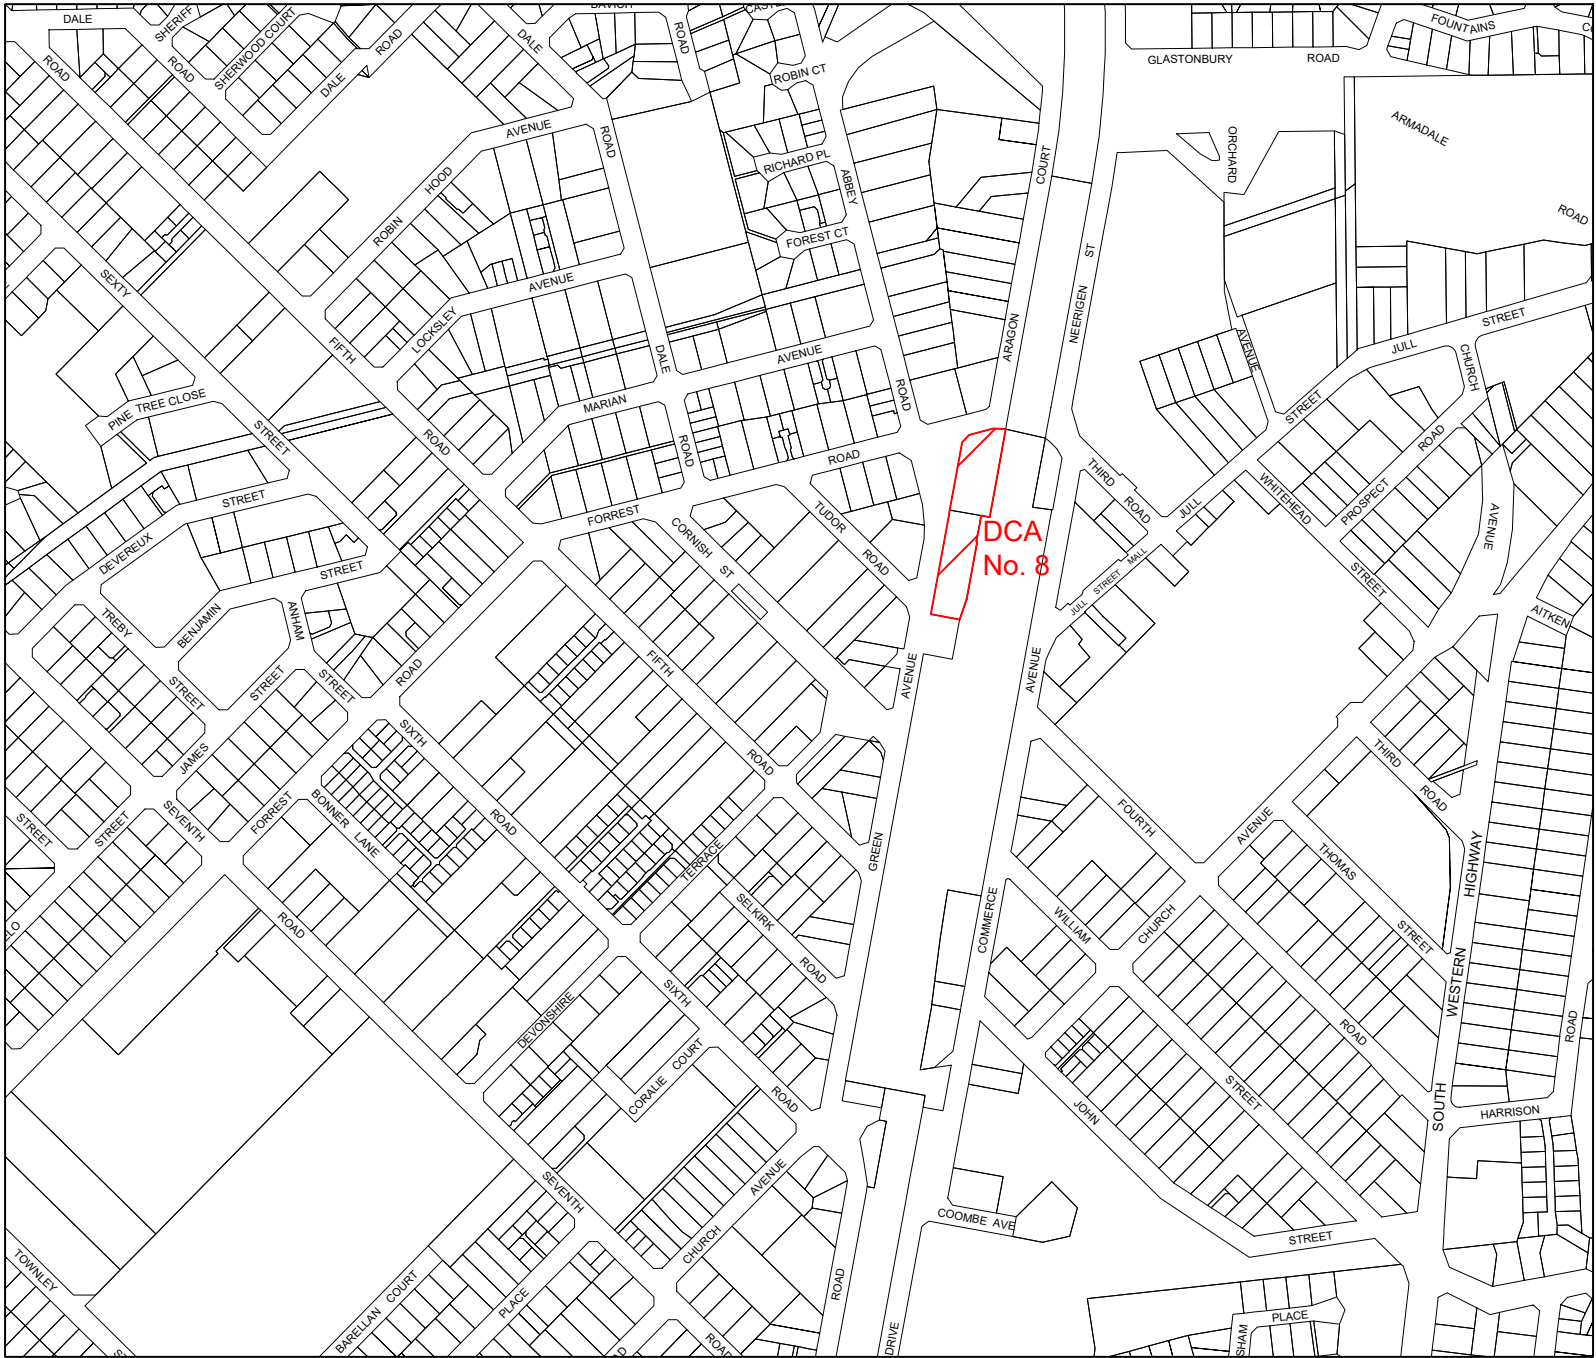 DALE
SHERIFF
ROAD
ROAD
SHERWOOD COURT
DALE
ROAD
DALE
ROAD
ROBIN CT
GLASTONBURY
ROAD
FOUNTAINS
ARMADALE
ROAD
ORCHARD
AVENUE
ROBIN
HOOD
AVENUE
ROAD
RICHARD PL
ABBEY
FOREST CT
COURT
ARAGON
NEERIGEN
ST
SEXTY
STREET
FIFTH
ROAD
LOCKSLEY
AVENUE
DALE
ROAD
MARIAN
AVENUE
ROAD
PINE TREE CLOSE
JULL
STREET
CHURCH
AVENUE
STREET
JULL
THIRD
ROAD
WHITEHEAD
STREET
PROSPECT
ROAD
DEVEREUX
STREET
FORREST
ROAD
CORNISH
ST
TUDOR
ROAD
DCA
No. 8
JULL STREET MALL
AITKEN
TREBY
STREET
BENJAMIN
STREET
ANHAM
STREET
JAMES
STREET
STREET
FORREST
ROAD
FIFTH
ROAD
AVENUE
GREEN
AVENUE
COMMERCE
SIXTH
ROAD
BONNER LANE
SEVENTH
ROAD
STREET
TERRACE
SELKIRK
ROAD
FOURTH
ROAD
AVENUE
CHURCH
THIRD
ROAD
THOMAS
STREET
WILLIAM
STREET
SOUTH
WESTERN
HIGHWAY
ELLO
DEVONSHIRE
SIXTH
ROAD
CORALIE COURT
JOHN
STREET
HARRISON
ROAD
SEVENTH
ROAD
CHURCH
AVENUE
COOMBE AVE
ROAD
DRIVE
TOWNLEY
BARELLAN COURT
PLACE
PLACE
SHAM